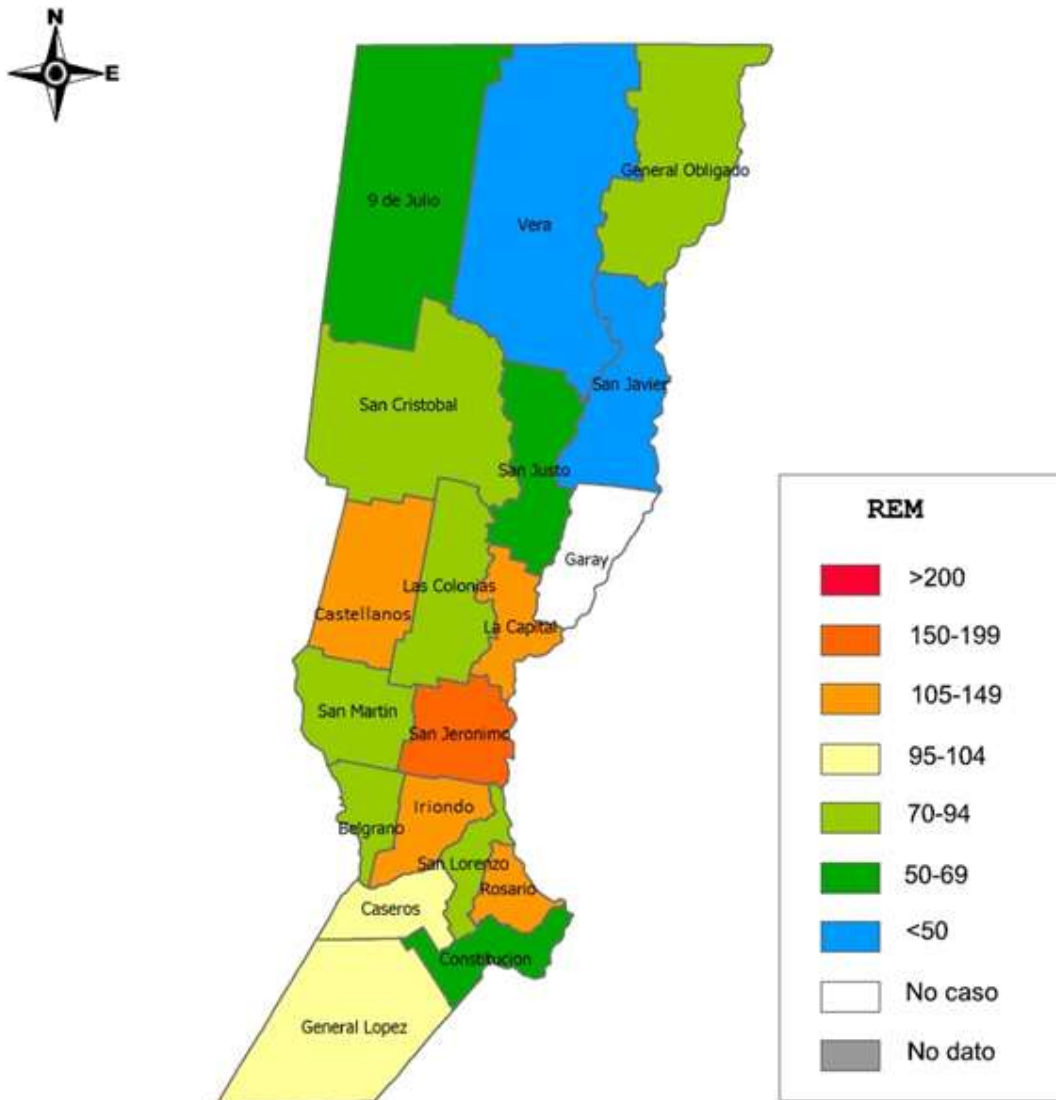 N
E
9 de Julio
Vera
General Obligado
San Cristobal
San Javier
San Justo
Garay
Castellanos
Las Colonias
La Capital
San Martin
San Jeronimo
Iriondo
Belgrano
San Lorenzo
Rosario
Caseros
Constitucion
General Lopez
REM
>200
150-199
105-149
95-104
70-94
50-69
<50
No caso
No dato